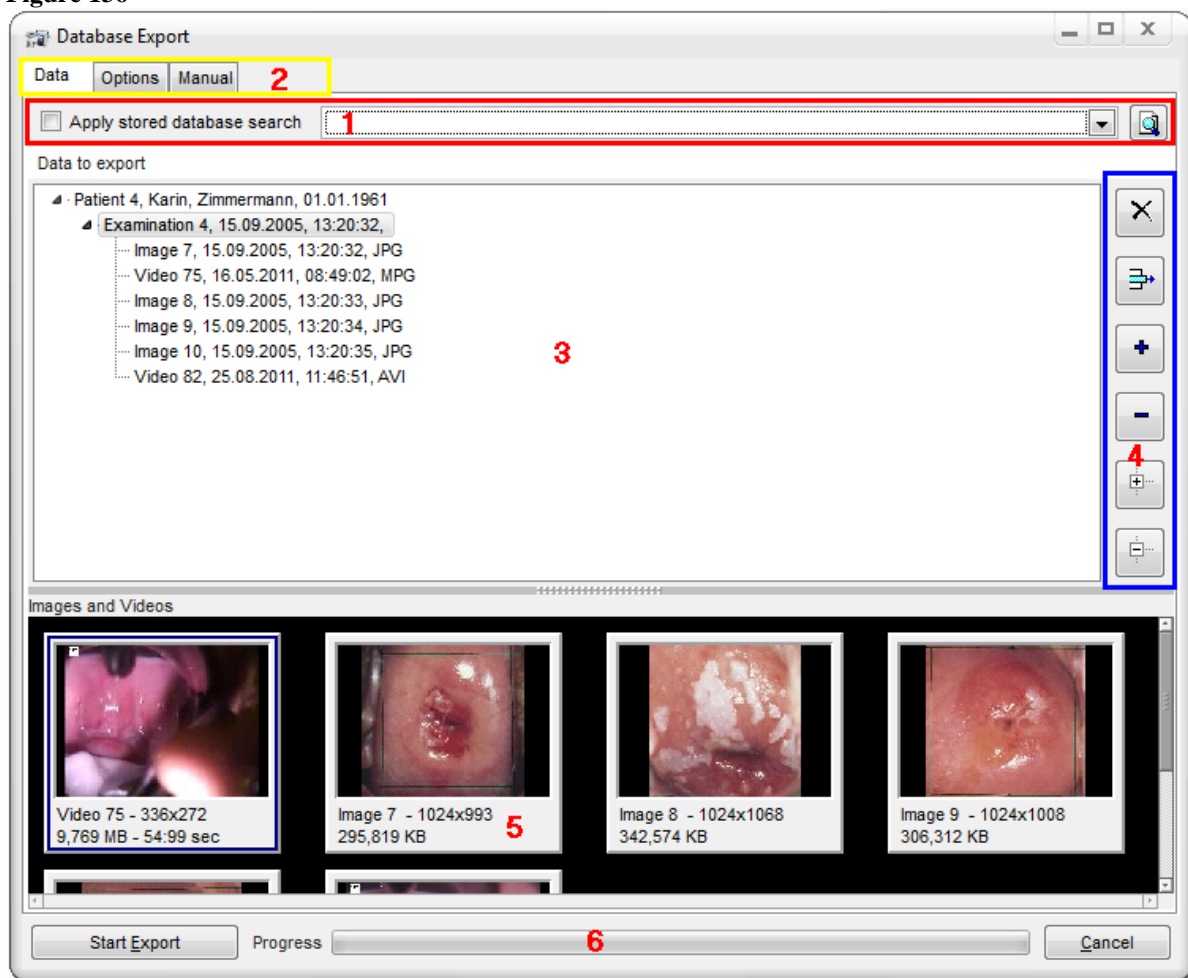 Database Export
Data Options Manual 2
Apply stored database search 1
Data to export
Patient 4, Karin, Zimmermann, 01.01.1961
Examination 4, 15.09.2005, 13:20:32,
Image 7, 15.09.2005, 13:20:32, JPG
Video 75, 16.05.2011, 08:49:02, MPG
Image 8, 15.09.2005, 13:20:33, JPG
Image 9, 15.09.2005, 13:20:34, JPG
Image 10, 15.09.2005, 13:20:35, JPG
3
Video 82, 25.08.2011, 11:46:51, AVI
4
Images and Videos
Video 75 - 336x272
9,769 MB - 54:99 sec
Image 7 - 1024x993
295,819 KB
5
Image 8 - 1024x1068
342,574 KB
Image 9 - 1024x1008
306,312 KB
Start Export Progress 6 Cancel